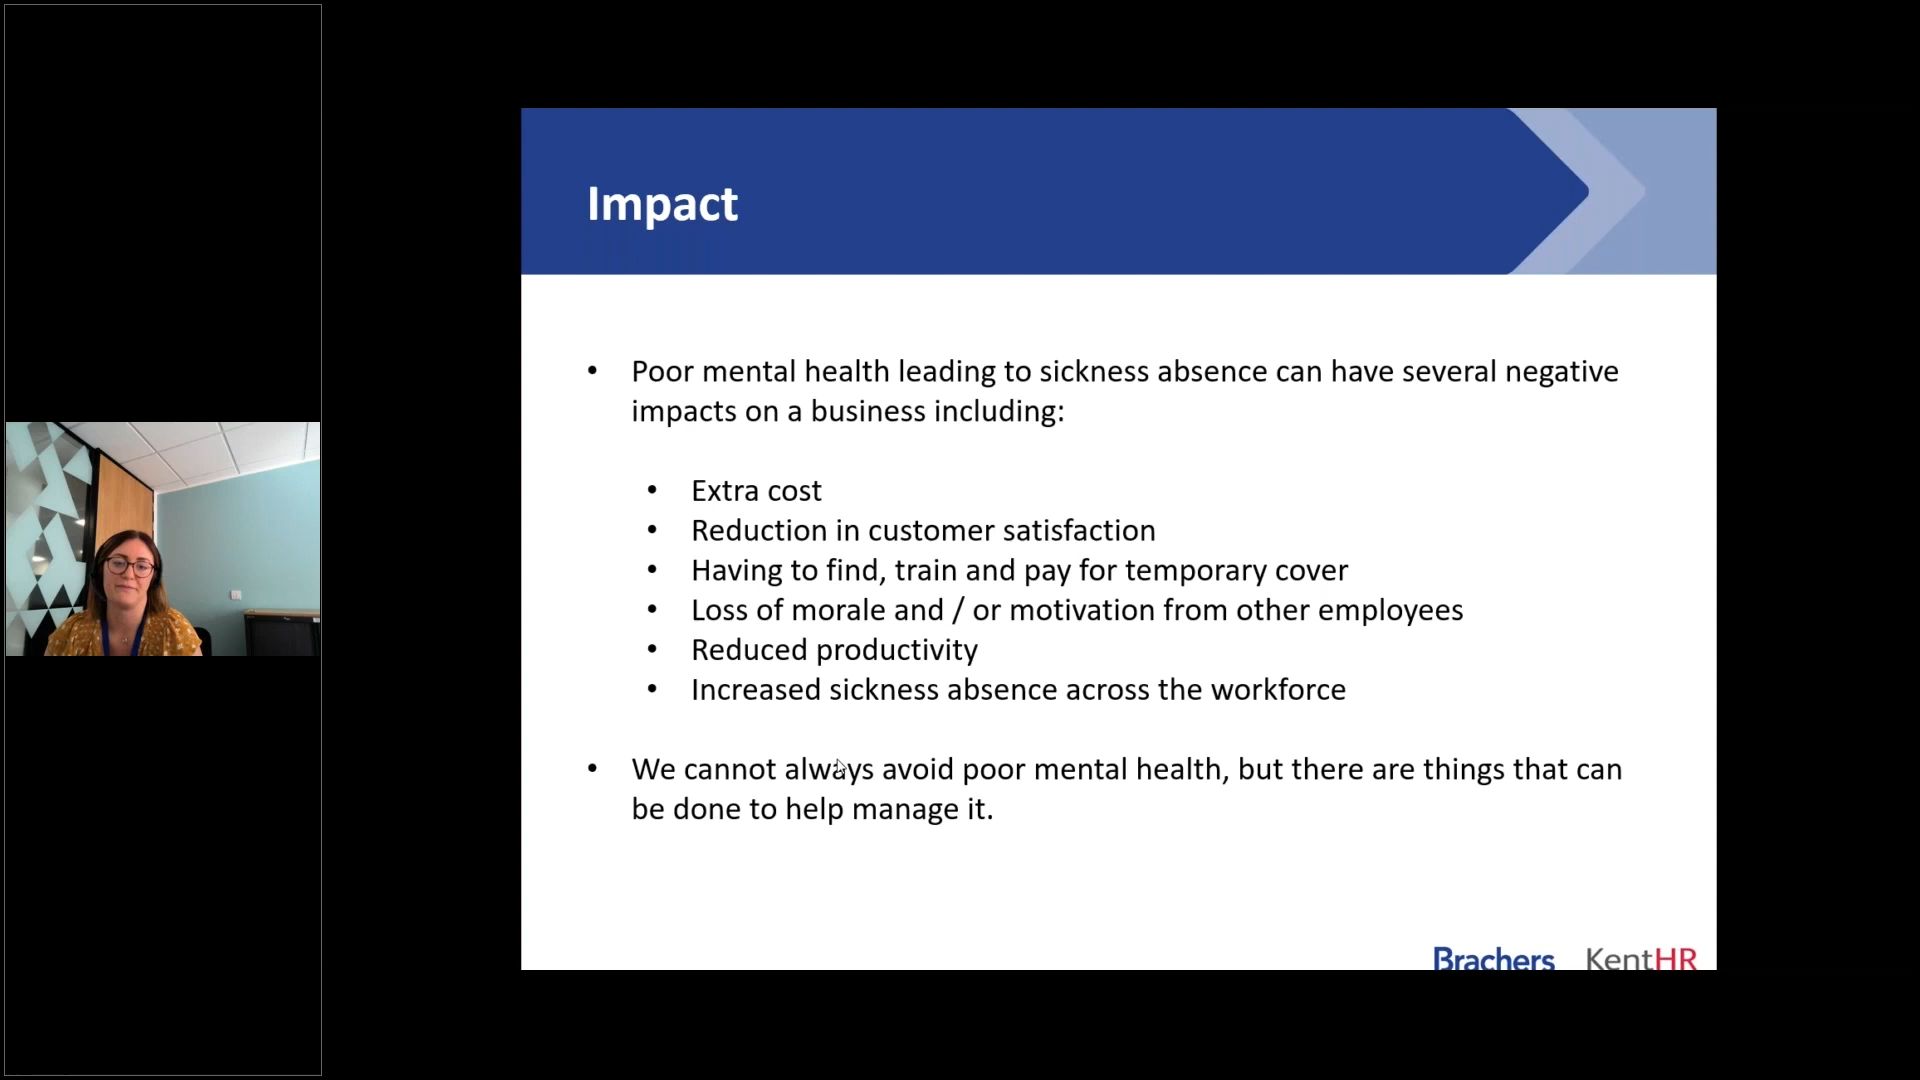 Impact
• Poor mental health leading to sickness absence can have several negative
impacts on a business including:
• Extra cost
• Reduction in customer satisfaction
• Having to find, train and pay for temporary cover
• Loss of morale and / or motivation from other employees
• Reduced productivity
• Increased sickness absence across the workforce
• We cannot always avoid poor mental health, but there are things that can
be done to help manage it.
Brachers KentHR